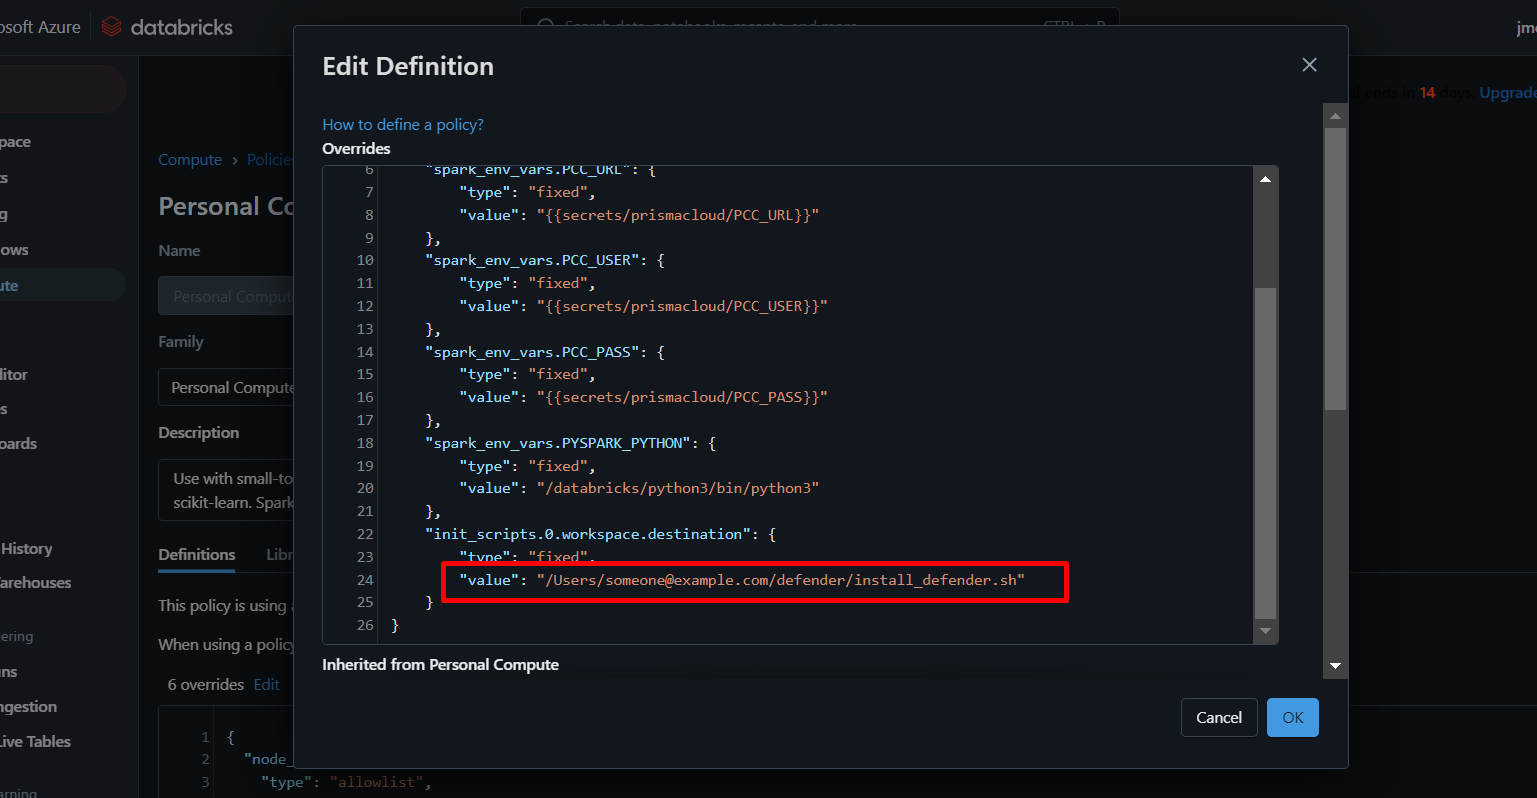 osoft Azure
databricks
Edit Definition
How to define a policy?
Overrides
6 "spark_env_vars.PCC_URL": {
7 "type": "fixed",
8 "value": "{{secrets/prismacloud/PCC_URL}}"
9 },
10 "spark_env_vars.PCC_USER": {
11 "type": "fixed",
12 "value": "{{secrets/prismacloud/PCC_USER}}"
13 },
14 "spark_env_vars.PCC_PASS": {
15 "type": "fixed",
16 "value": "{{secrets/prismacloud/PCC_PASS}}"
17 },
18 "spark_env_vars.PYSPARK_PYTHON": {
19 "type": "fixed",
20 "value": "/databricks/python3/bin/python3"
21 },
22 "init_scripts.0.workspace.destination": {
23 "type": "fixed",
24 "value": "/Users/someone@example.com/defender/install_defender.sh"
25 }
26 }
Inherited from Personal Compute
Cancel
OK
ends in 14 days. Upgrade
jm
pace
s
g
ows
ute
itor
s
oards
History
arehouses
eering
ns
ngestion
Live Tables
arning
Compute › Policies
Personal Co
Name
Personal Comput
Family
Personal Compute
Description
Use with small-to
scikit-learn. Spark
Definitions
Libr
This policy is using a
When using a policy
6 overrides Edit
1 {
2 "node_
3 "type": "allowlist",